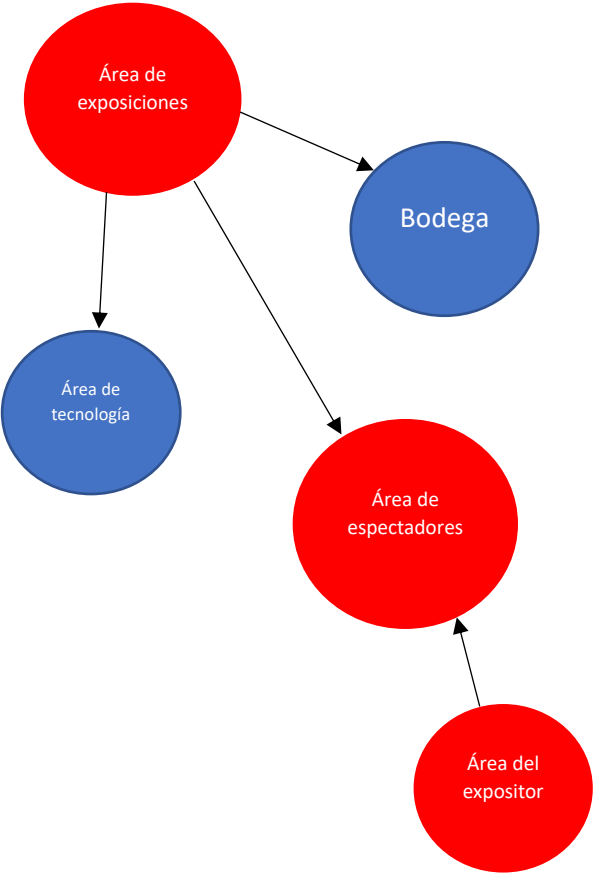 Área de
exposiciones
Bodega
Área de
tecnología
Área de
espectadores
Área del
expositor